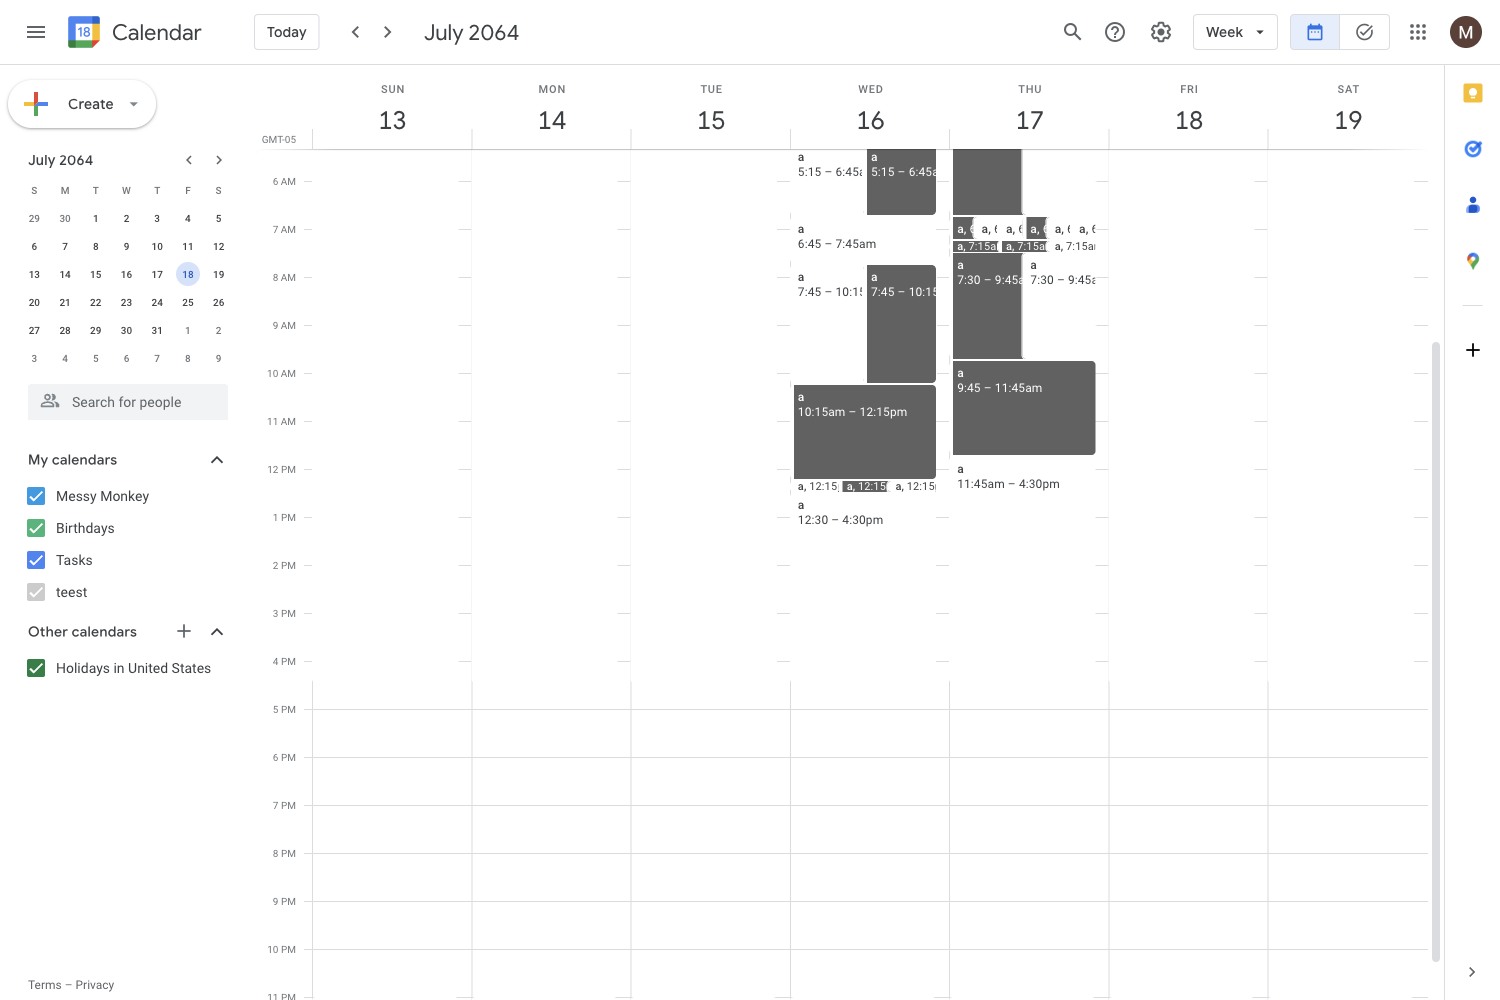 18
Calendar
Today
July 2064
Week
M
Create
July 2064
S M T W T F S
29 30 1 2 3 4 5
6 7 8 9 10 11 12
13 14 15 16 17 18 19
20 21 22 23 24 25 26
27 28 29 30 31 1 2
3 4 5 6 7 8 9
Search for people
My calendars
Messy Monkey
Birthdays
Tasks
teest
Other calendars
Holidays in United States
Terms – Privacy
SUN MON TUE WED THU FRI SAT
13 14 15 16 17 18 19
GMT-05
6 AM
7 AM
8 AM
9 AM
10 AM
11 AM
12 PM
1 PM
2 PM
3 PM
4 PM
5 PM
6 PM
7 PM
8 PM
9 PM
10 PM
11 PM
a
5:15 – 6:45a
a
5:15 – 6:45a
a
6:45 – 7:45am
a
7:45 – 10:15
a
7:45 – 10:15
a
10:15am – 12:15pm
a, 12:15
a, 12:15
a, 12:15
a
12:30 – 4:30pm
a, 6
a, 6
a, 6
a, 6
a, 6
a, 6
a, 7:15a
a, 7:15a
a, 7:15a
a
7:30 – 9:45a
a
7:30 – 9:45a
a
9:45 – 11:45am
a
11:45am – 4:30pm